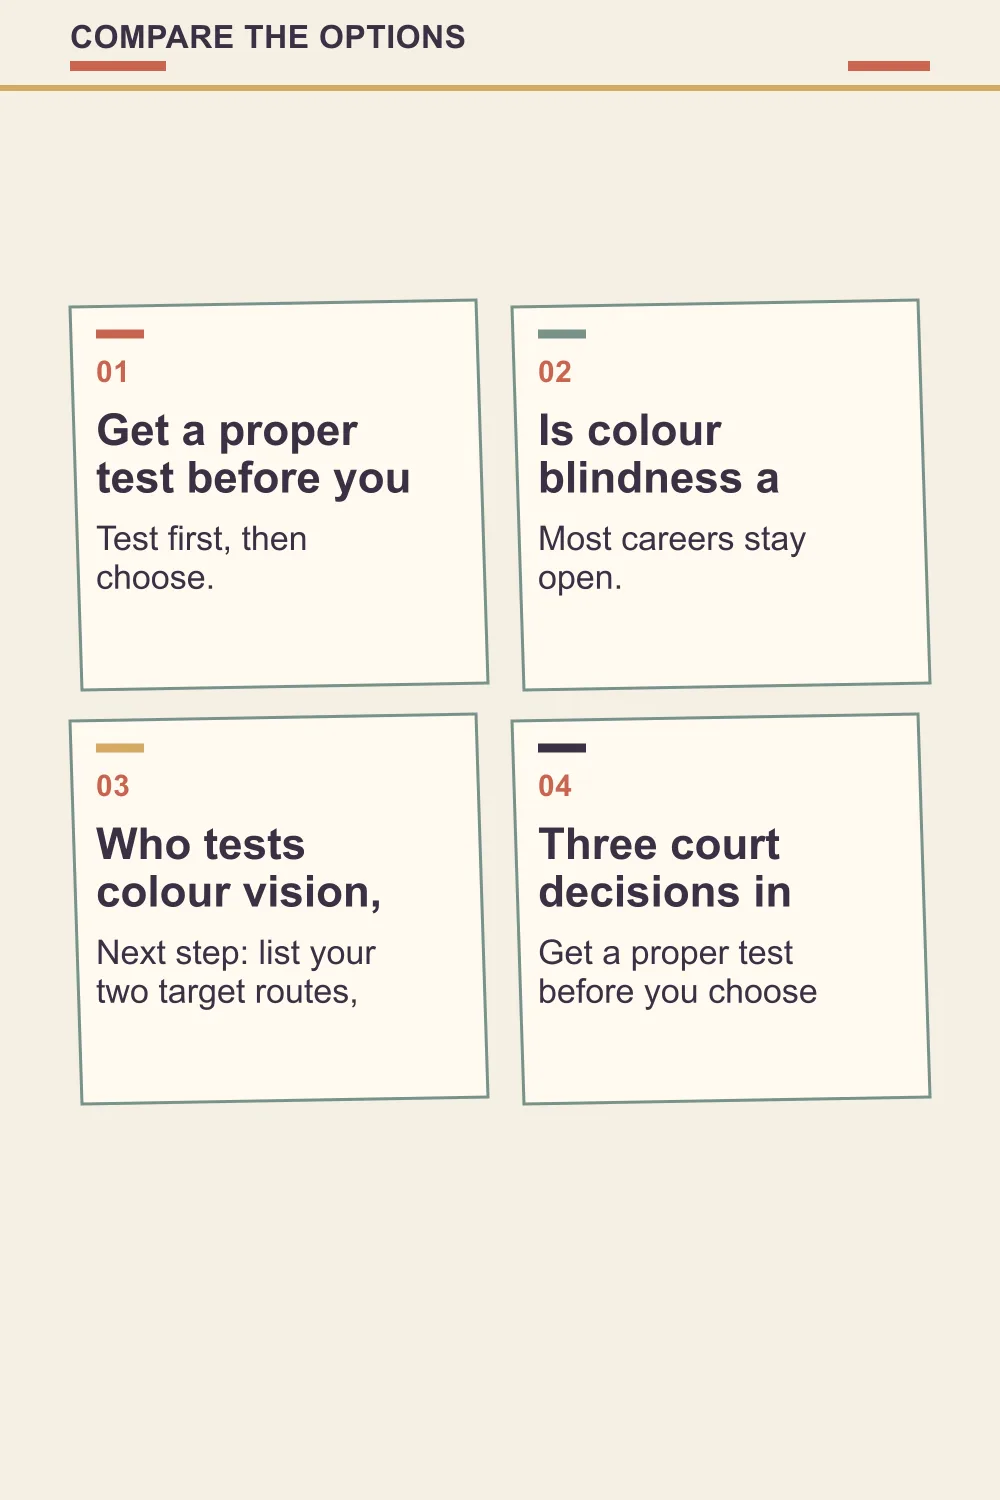 COMPARE THE OPTIONS
01
Get a proper
test before you
Test first, then
choose.
02
Is colour
blindness a
Most careers stay
open.
03
Who tests
colour vision,
Next step: list your
two target routes,
04
Three court
decisions in
Get a proper test
before you choose